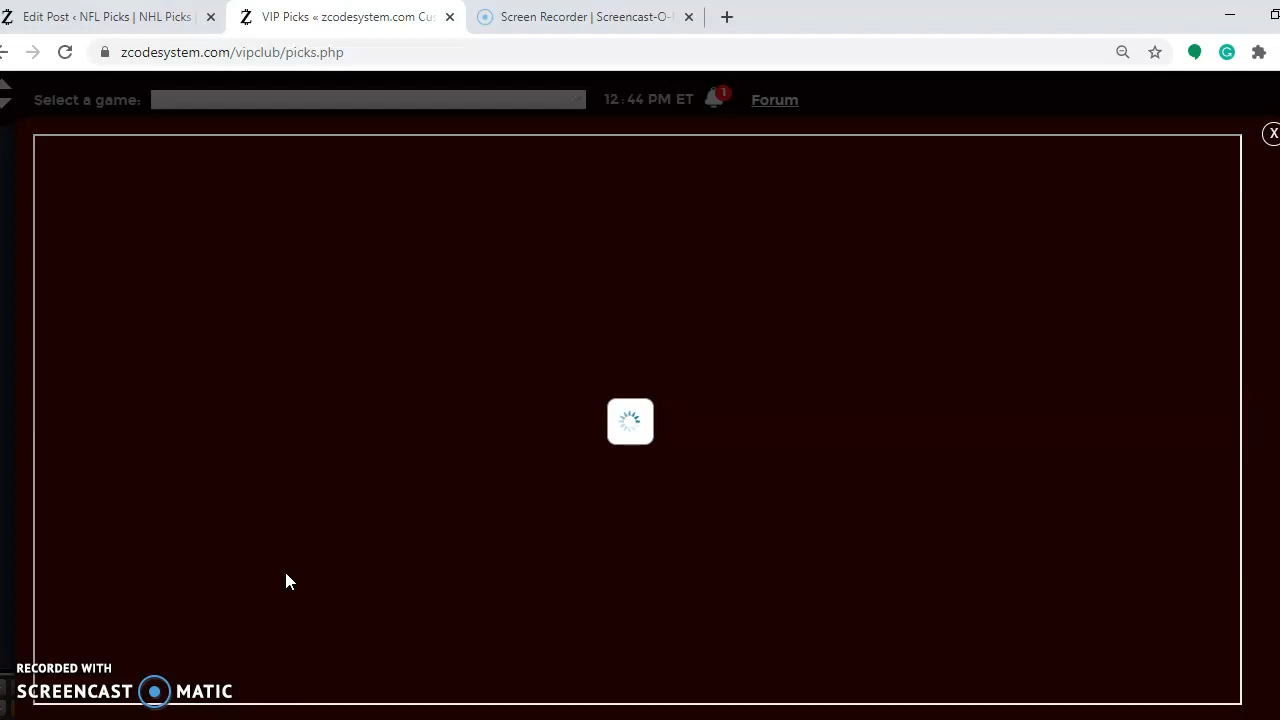 Edit Post ‹ NFL Picks | NHL Picks |
VIP Picks « zcodesystem.com Cus
Screen Recorder | Screencast-O-
zcodesystem.com/vipclub/picks.php
Select a game:
12:44 PM ET
1
Forum
X
RECORDED WITH
SCREENCAST MATIC